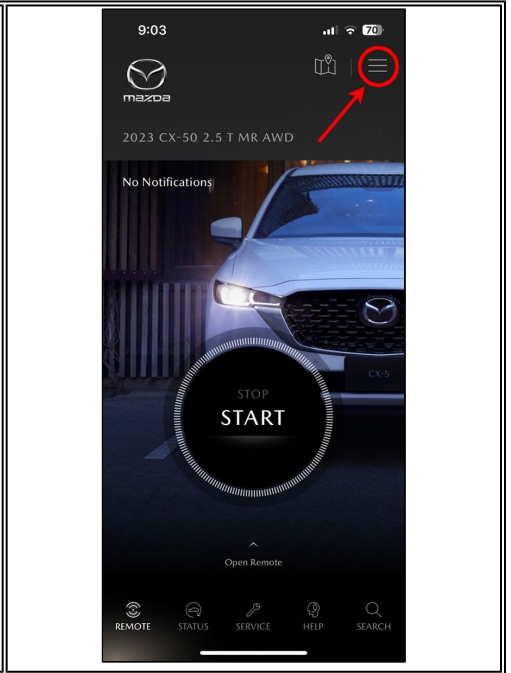 9:03
70
mazda
2023 CX-50 2.5 T MR AWD
No Notifications
CX-5
STOP
START
Open Remote
REMOTE STATUS SERVICE HELP SEARCH